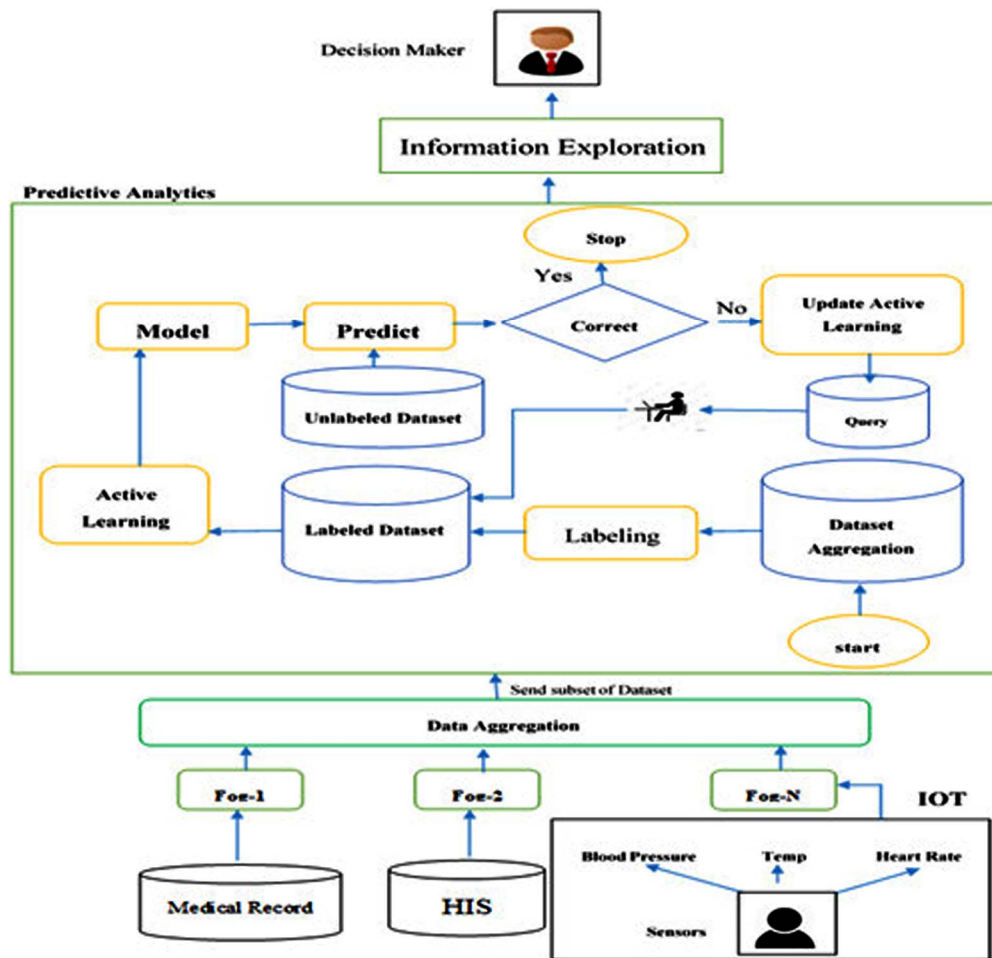 Decision Maker
Information Exploration
Predictive Analytics
Stop
Yes
No
Model
Predict
Correct
Update Active
Learning
Unlabeled Dataset
Query
Active
Learning
Labeled Dataset
Labeling
Dataset
Aggregation
start
Send subset of Dataset
Data Aggregation
Fog-1
Fog-2
Fog-N
IOT
Blood Pressure
Temp
Heart Rate
Medical Record
HIS
Sensors